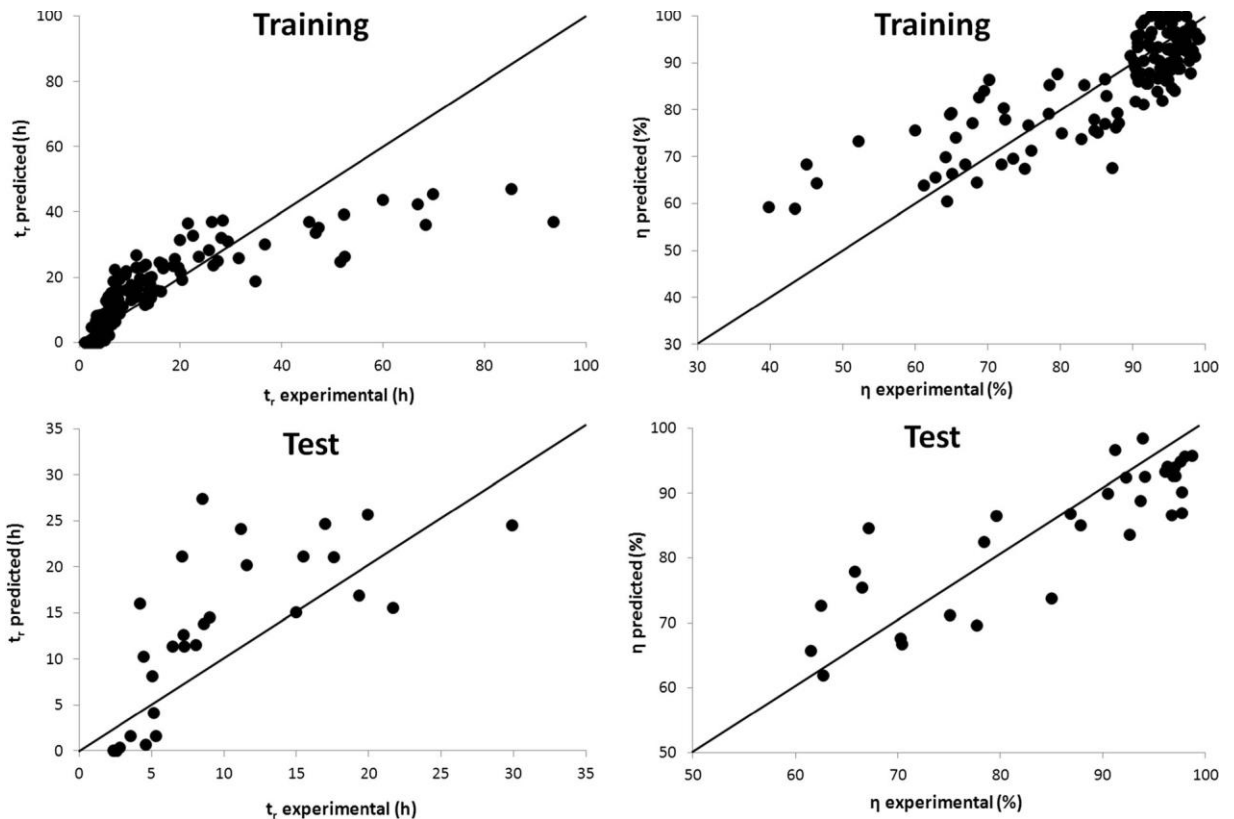 Training
100
80
60
40
20
0
tᵣ predicted (h)
0 20 40 60 80 100
tᵣ experimental (h)
Training
100
90
80
70
60
50
40
30
η predicted (%)
30 40 50 60 70 80 90 100
η experimental (%)
Test
35
30
25
20
15
10
5
0
tᵣ predicted (h)
0 5 10 15 20 25 30 35
tᵣ experimental (h)
Test
100
90
80
70
60
50
η predicted (%)
50 60 70 80 90 100
η experimental (%)